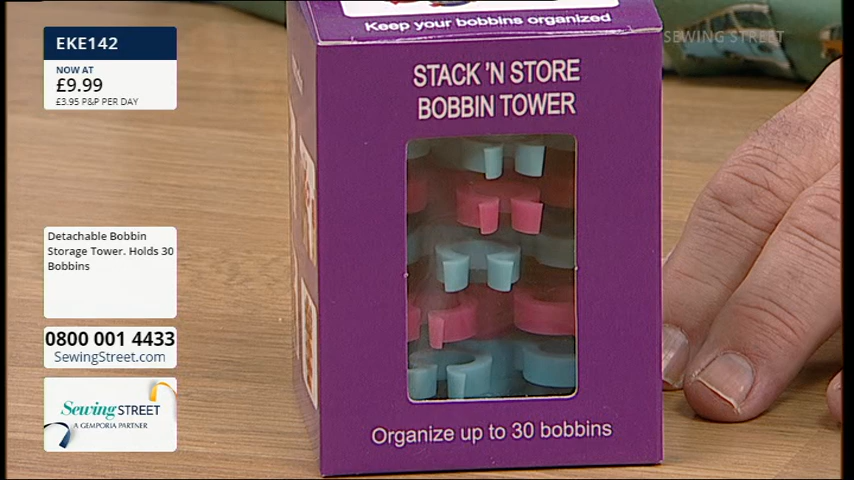 EKE142
NOW AT
£9.99
£3.95 P&P PER DAY
Detachable Bobbin
Storage Tower. Holds 30
Bobbins
0800 001 4433
SewingStreet.com
Sewing STREET
A GEMPORIA PARTNER
SEWING STREET
Keep your bobbins organized
STACK 'N STORE
BOBBIN TOWER
Organize up to 30 bobbins